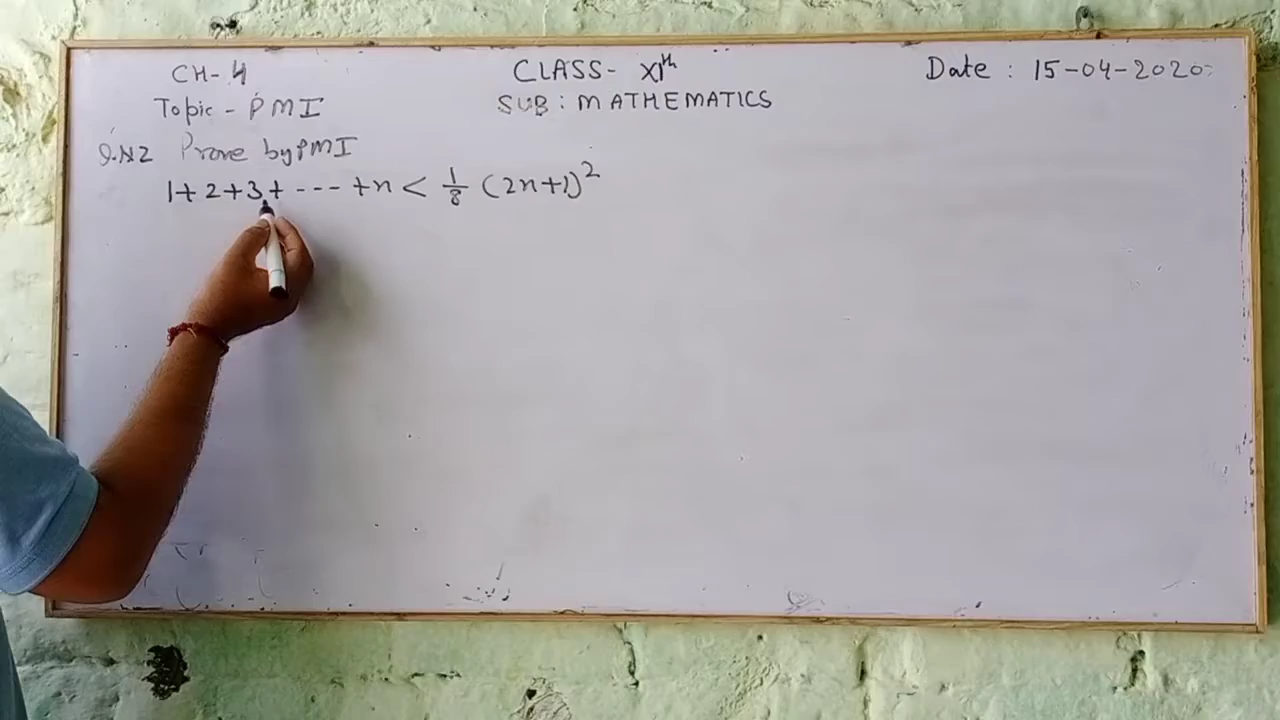 CH-4 CLASS- XIth Date : 15-04-2020
Topic - PMI SUB : MATHEMATICS
Q.N2 Prove by PMI
1+2+3+ --- +n < 1/8 (2n+1)²